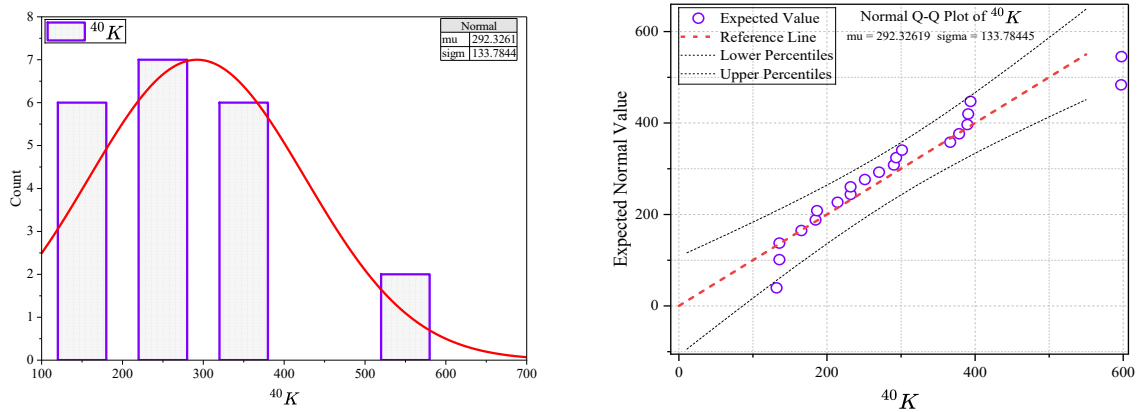 ⁴⁰K
Normal
mu 292.3261
sigm 133.7844
8
7
6
5
4
3
2
1
0
Count
100 200 300 400 500 600 700
⁴⁰K
Expected Value
Reference Line
Lower Percentiles
Upper Percentiles
Normal Q-Q Plot of ⁴⁰K
mu = 292.32619 sigma = 133.78445
600
400
200
0
Expected Normal Value
0 200 400 600
⁴⁰K